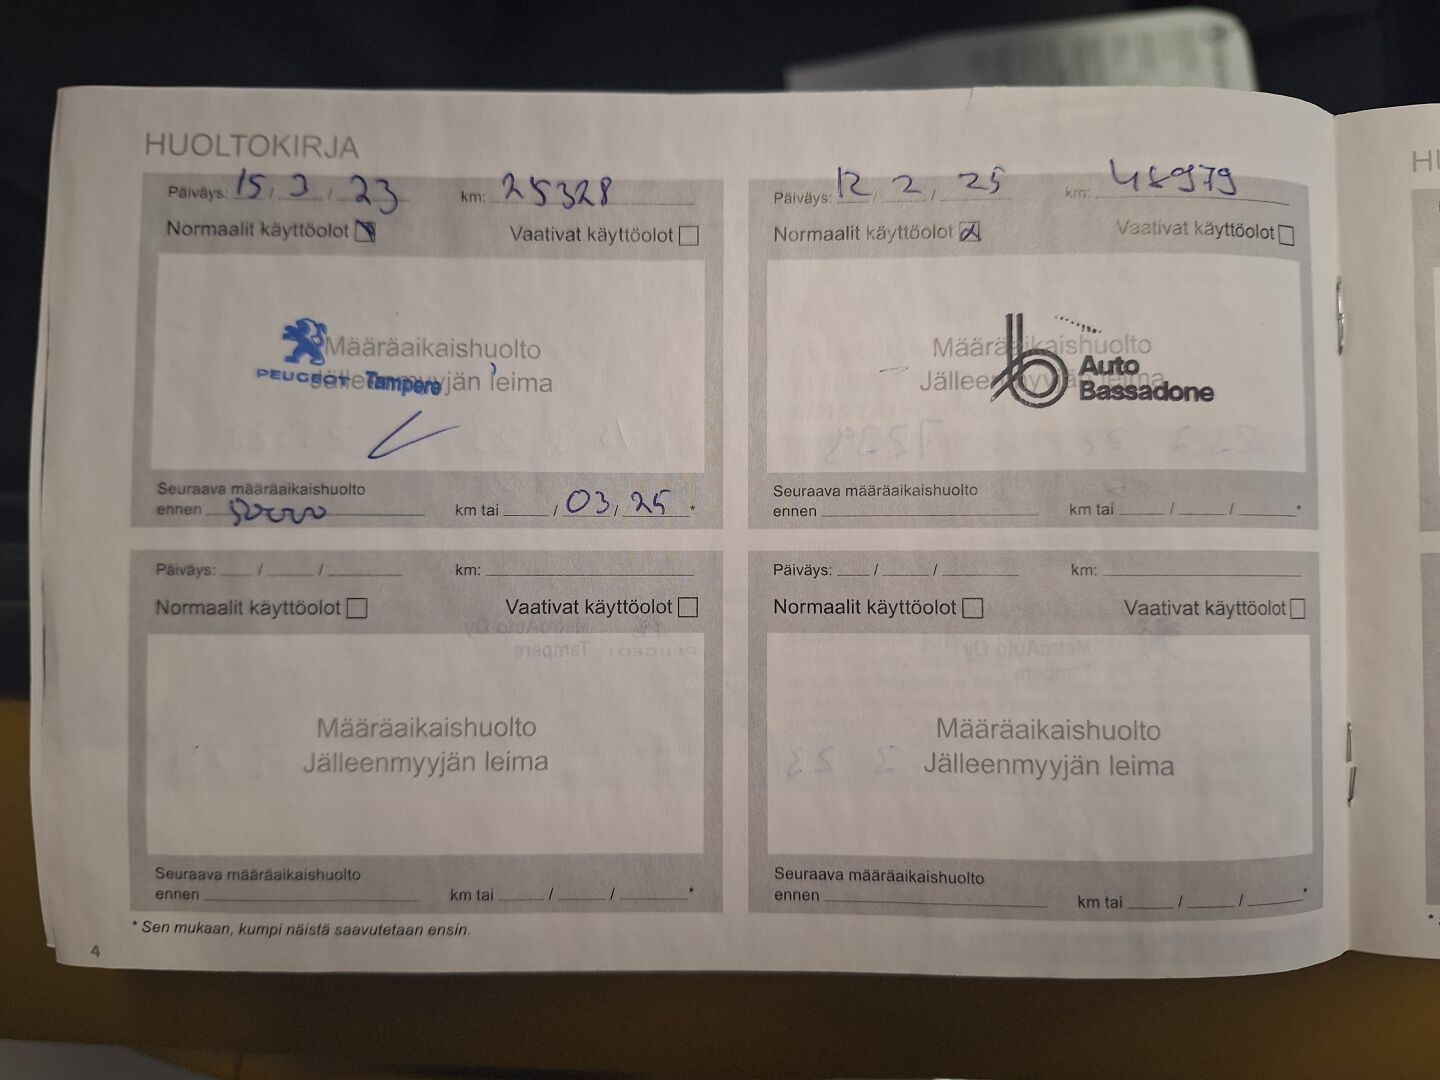 HUOLTOKIRJA
Päiväys: 15 / 3 / 23 km: 25328
Normaalit käyttöolot Vaativat käyttöolot
Määräaikaishuolto
Jälleenmyyjän leima
PEUGEOT Tampere
Seuraava määräaikaishuolto
ennen 50000 km tai / 03 / 25 *
Päiväys: 12 / 2 / 25 km: 48979
Normaalit käyttöolot Vaativat käyttöolot
Määräaikaishuolto
Jälleenmyyjän leima
Auto
Bassadone
Seuraava määräaikaishuolto
ennen km tai / / *
Päiväys: / / km:
Normaalit käyttöolot Vaativat käyttöolot
Määräaikaishuolto
Jälleenmyyjän leima
Seuraava määräaikaishuolto
ennen km tai / / *
Päiväys: / / km:
Normaalit käyttöolot Vaativat käyttöolot
Määräaikaishuolto
Jälleenmyyjän leima
Seuraava määräaikaishuolto
ennen km tai / / *
* Sen mukaan, kumpi näistä saavutetaan ensin.
4